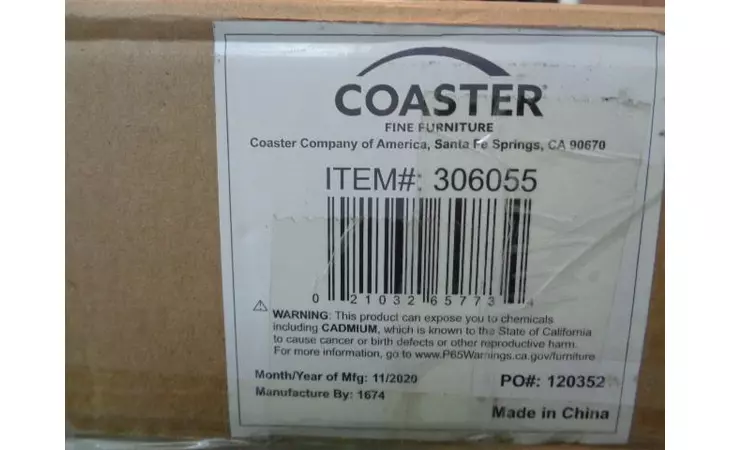 COASTER
FINE FURNITURE
Coaster Company of America, Santa Fe Springs, CA 90670
ITEM#: 306055
0 21032 65773 4
WARNING: This product can expose you to chemicals
including CADMIUM, which is known to the State of California
to cause cancer or birth defects or other reproductive harm.
For more information, go to www.P65Warnings.ca.gov/furniture
Month/Year of Mfg: 11/2020
PO#: 120352
Manufacture By: 1674
Made in China